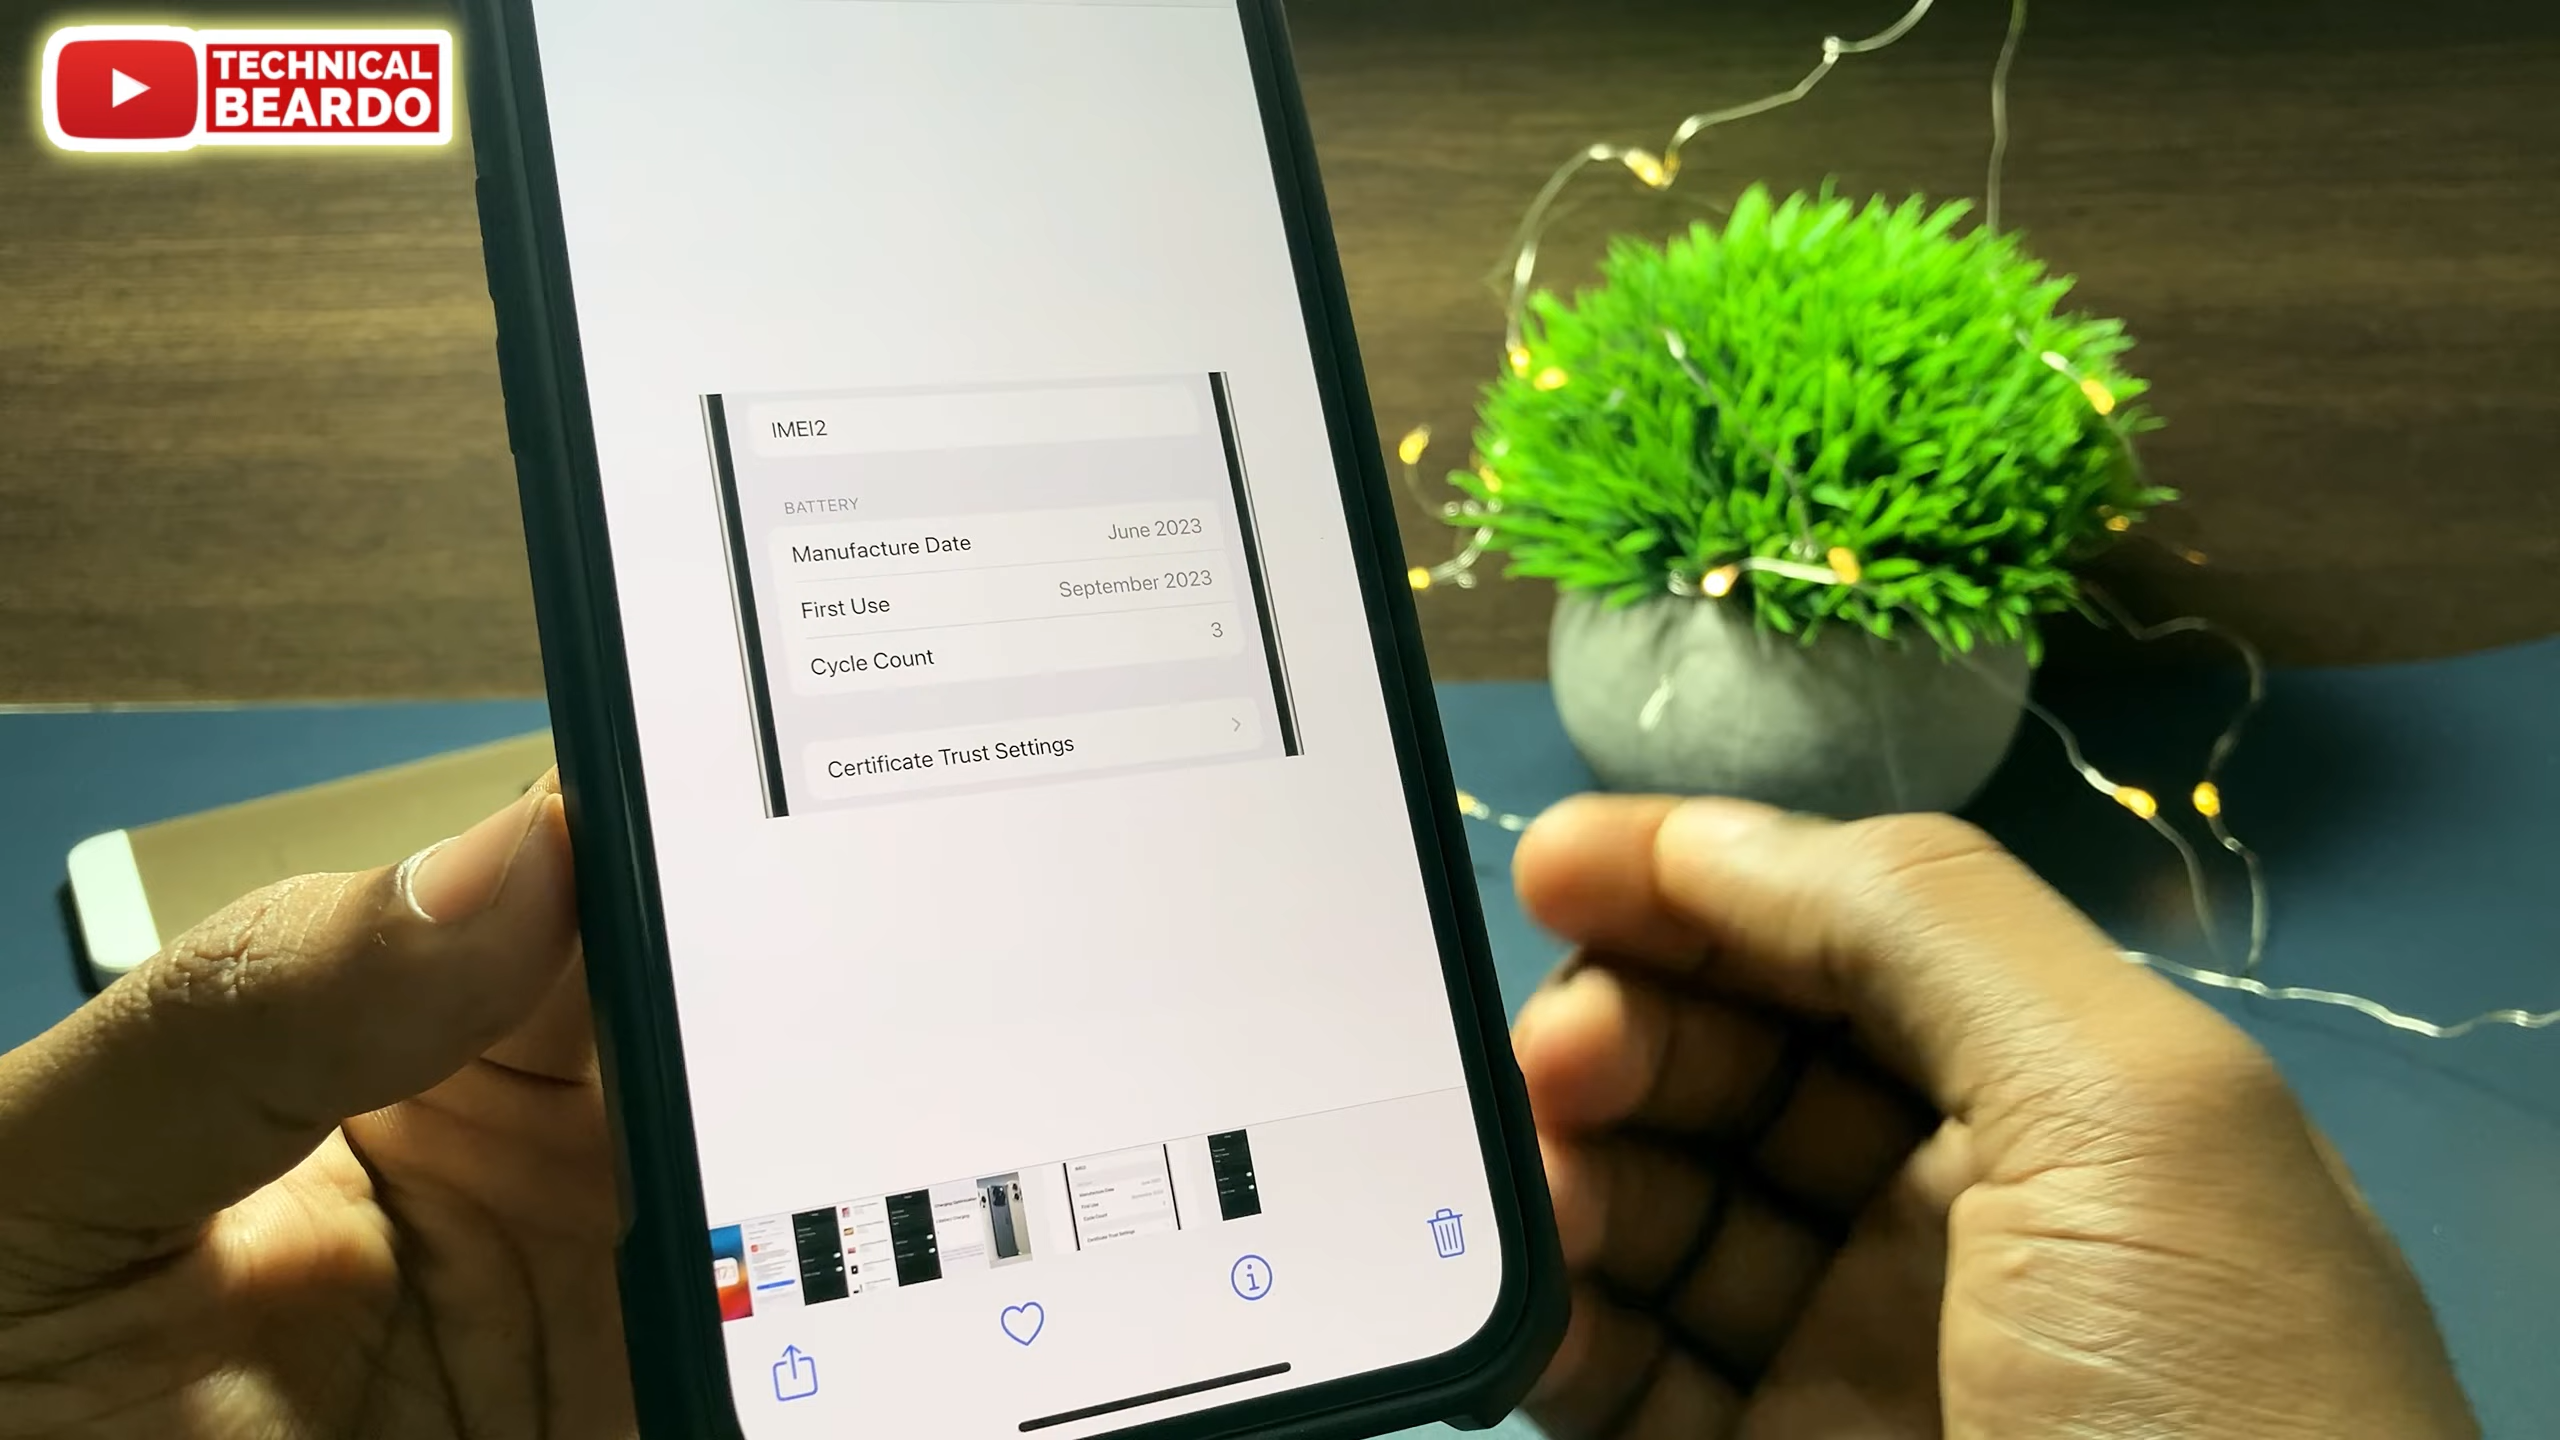 TECHNICAL
BEARDO
IMEI2
BATTERY
Manufacture Date June 2023
First Use September 2023
Cycle Count 3
Certificate Trust Settings